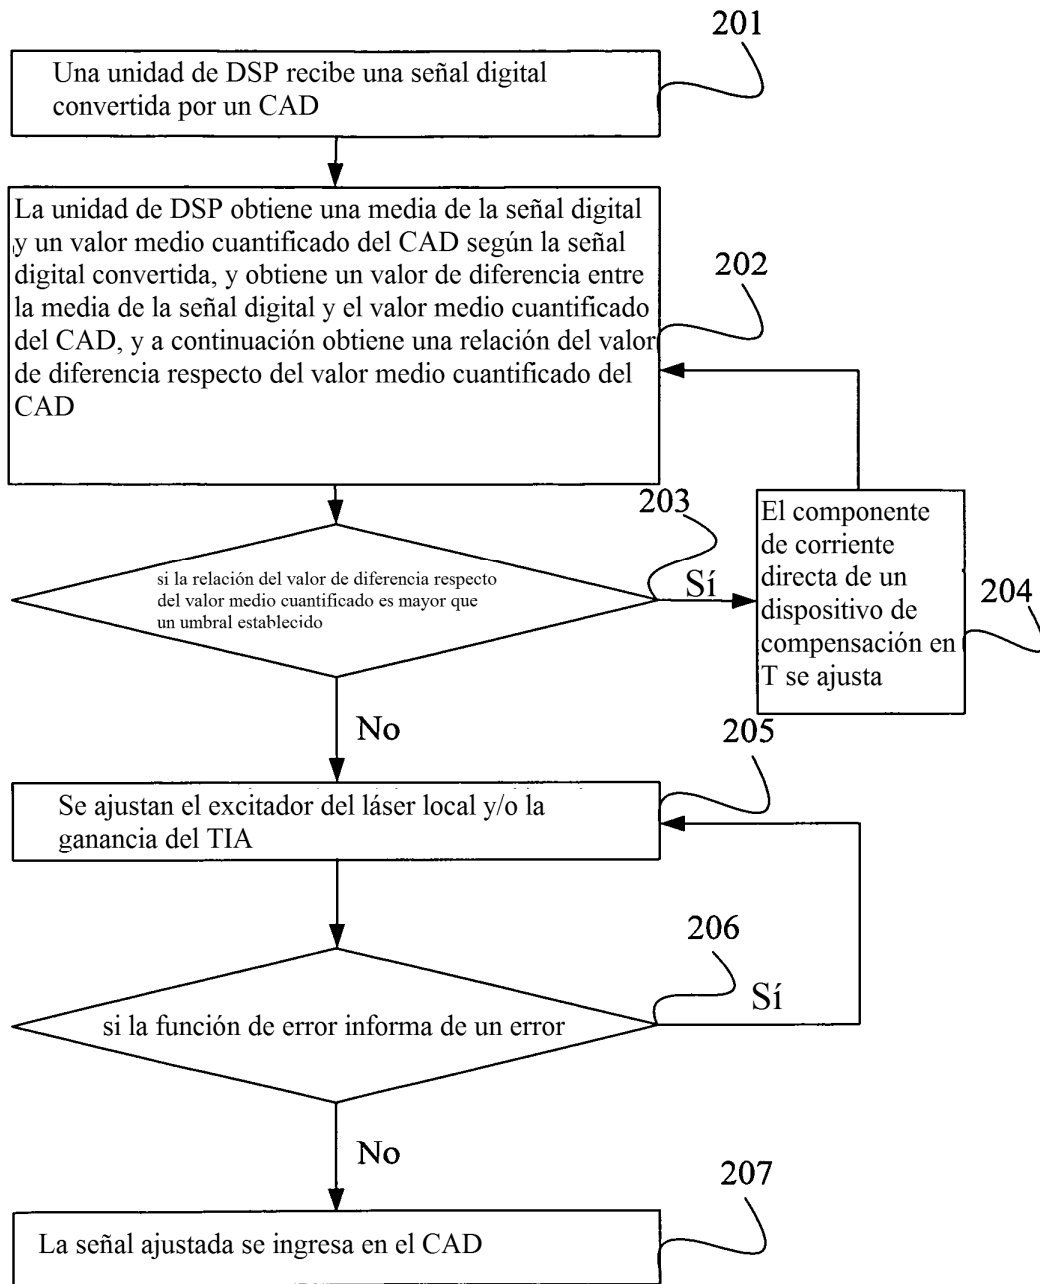 201
Una unidad de DSP recibe una señal digital
convertida por un CAD
La unidad de DSP obtiene una media de la señal digital
y un valor medio cuantificado del CAD según la señal
digital convertida, y obtiene un valor de diferencia entre
la media de la señal digital y el valor medio cuantificado
del CAD, y a continuación obtiene una relación del valor
de diferencia respecto del valor medio cuantificado del
CAD
202
203
si la relación del valor de diferencia respecto
del valor medio cuantificado es mayor que
un umbral establecido
Sí
El componente
de corriente
directa de un
dispositivo de
compensación en
T se ajusta
204
No
205
Se ajustan el excitador del láser local y/o la
ganancia del TIA
206
si la función de error informa de un error
Sí
No
207
La señal ajustada se ingresa en el CAD